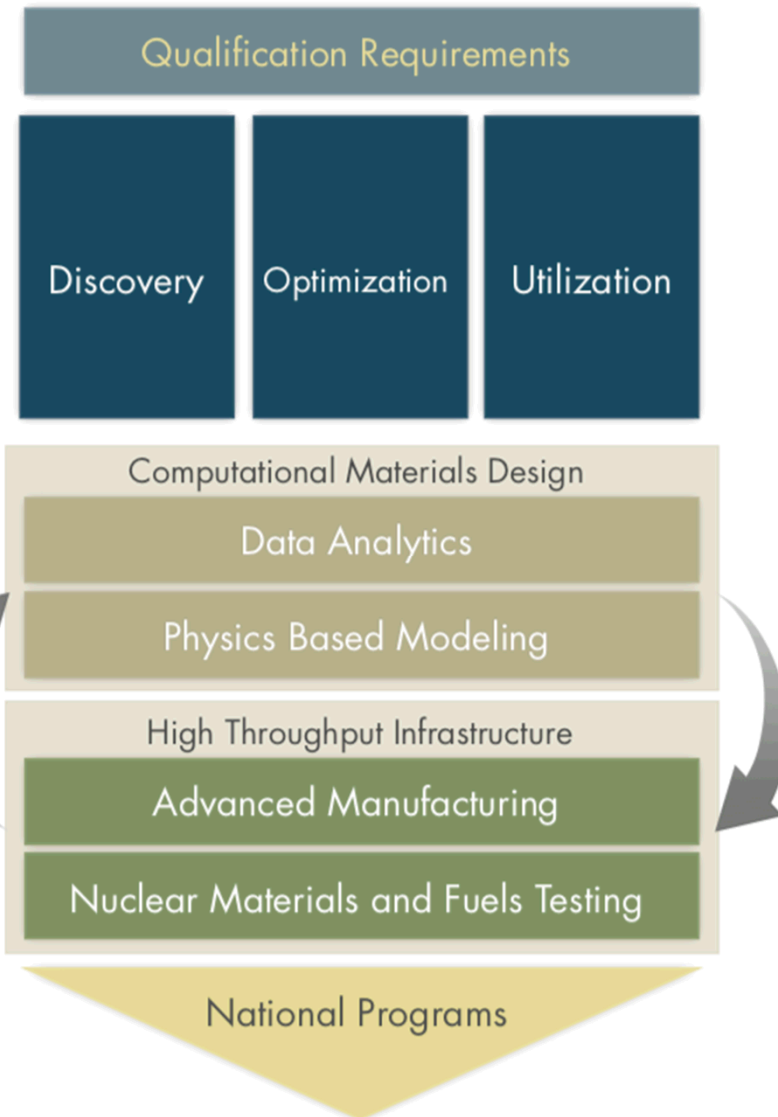 Qualification Requirements
Discovery
Optimization
Utilization
Computational Materials Design
Data Analytics
Physics Based Modeling
High Throughput Infrastructure
Advanced Manufacturing
Nuclear Materials and Fuels Testing
National Programs